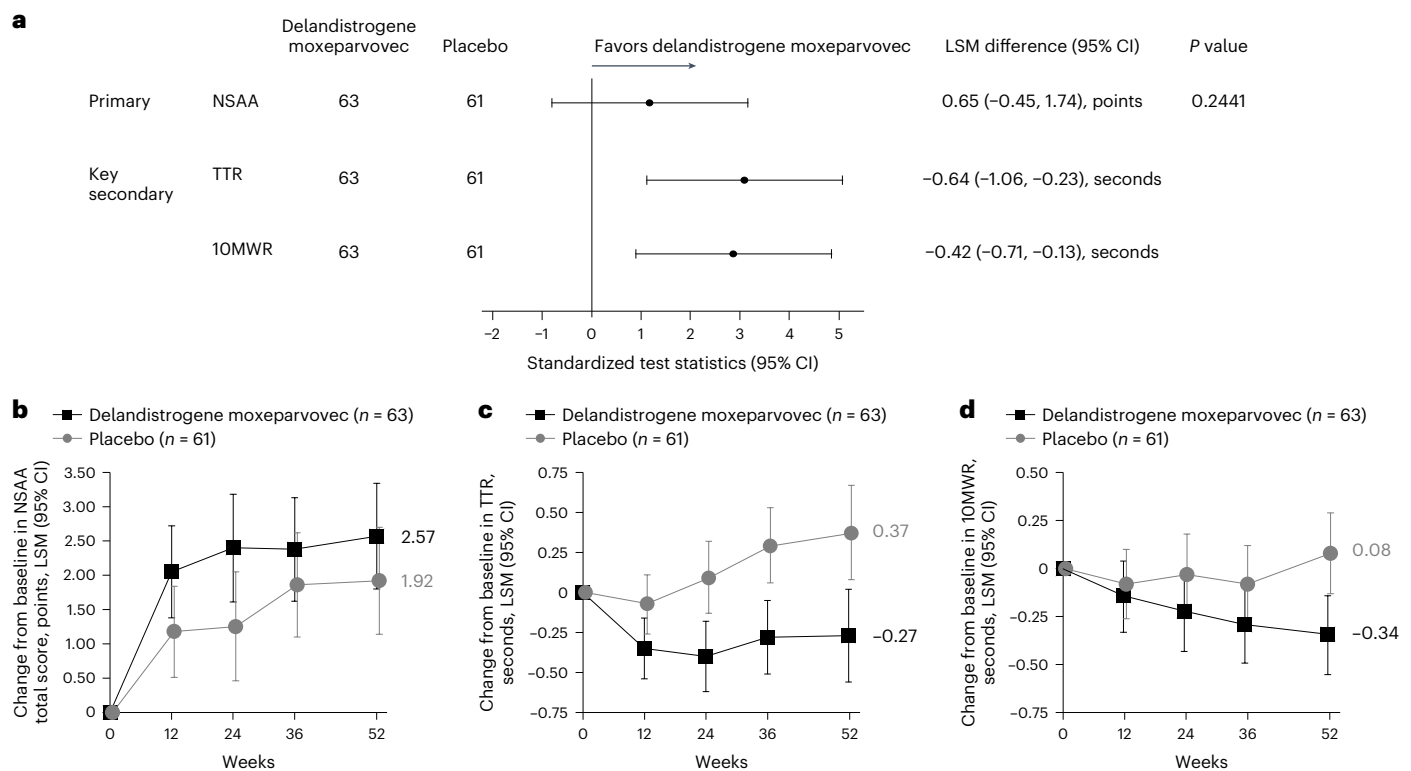 a
Delandistrogene
moxeparvovec
Placebo
Favors delandistrogene moxeparvovec
LSM difference (95% CI)
P value
Primary
NSAA
63
61
0.65 (−0.45, 1.74), points
0.2441
Key
secondary
TTR
63
61
−0.64 (−1.06, −0.23), seconds
10MWR
63
61
−0.42 (−0.71, −0.13), seconds
−2 −1 0 1 2 3 4 5
Standardized test statistics (95% CI)
b
Delandistrogene moxeparvovec (n = 63)
Placebo (n = 61)
Change from baseline in NSAA
total score, points, LSM (95% CI)
3.50
3.00
2.50
2.00
1.50
1.00
0.50
0
2.57
1.92
0 12 24 36 52
Weeks
c
Delandistrogene moxeparvovec (n = 63)
Placebo (n = 61)
Change from baseline in TTR,
seconds, LSM (95% CI)
0.75
0.50
0.25
0
−0.25
−0.50
−0.75
0.37
−0.27
0 12 24 36 52
Weeks
d
Delandistrogene moxeparvovec (n = 63)
Placebo (n = 61)
Change from baseline in 10MWR,
seconds, LSM (95% CI)
0.50
0.25
0
−0.25
−0.50
−0.75
0.08
−0.34
0 12 24 36 52
Weeks